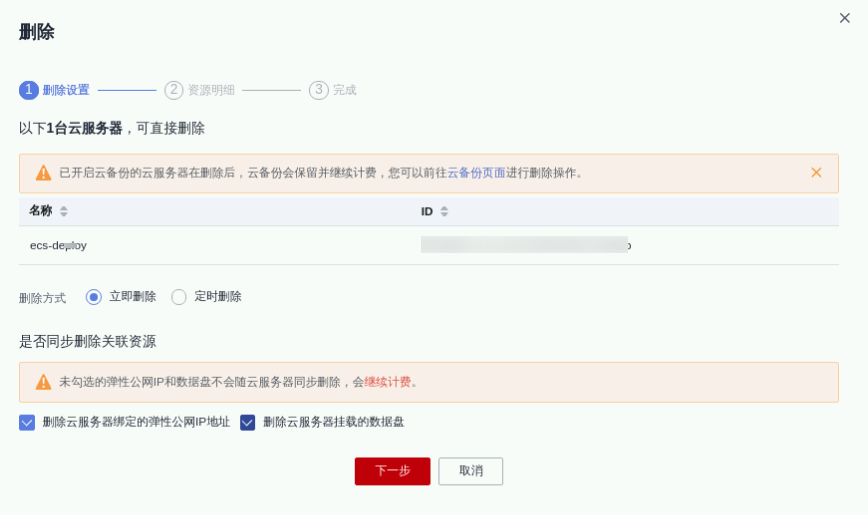 删除
1 删除设置 2 资源明细 3 完成
以下1台云服务器，可直接删除
已开启云备份的云服务器在删除后，云备份会保留并继续计费，您可以前往云备份页面进行删除操作。
名称 ID
ecs-deploy
删除方式 立即删除 定时删除
是否同步删除关联资源
未勾选的弹性公网IP和数据盘不会随云服务器同步删除，会继续计费。
删除云服务器绑定的弹性公网IP地址 删除云服务器挂载的数据盘
下一步 取消